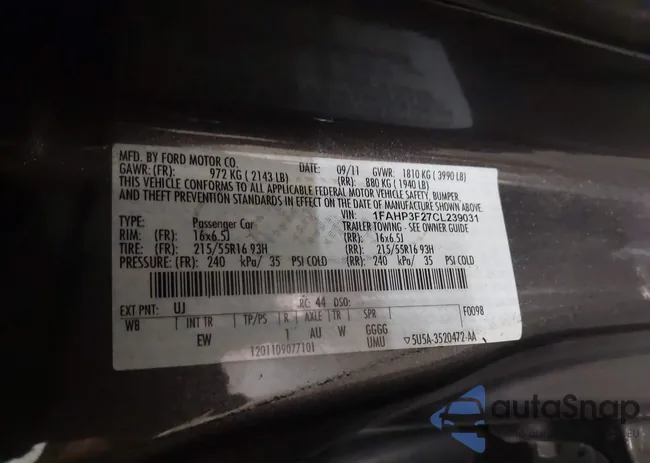 MFD. BY FORD MOTOR CO.
DATE: 09/11 GVWR: 1810 KG ( 3990 LB)
GAWR: (FR): 972 KG ( 2143 LB) (RR): 880 KG ( 1940 LB)
THIS VEHICLE CONFORMS TO ALL APPLICABLE FEDERAL MOTOR VEHICLE SAFETY, BUMPER,
AND THEFT PREVENTION STANDARDS IN EFFECT ON THE DATE OF MANUFACTURE SHOWN ABOVE.
VIN: 1FAHP3F27CL239031
TYPE: Passenger Car TRAILER TOWING - SEE OWNER GUIDE
RIM: (FR): 16x6.5J (RR): 16x6.5J
TIRE: (FR): 215/55R16 93H (RR): 215/55R16 93H
PRESSURE: (FR): 240 kPa/ 35 PSI COLD (RR): 240 kPa/ 35 PSI COLD
EXT PNT: UJ RC: 44 DSO: F0098
WB INT TR TP/PS R AXLE TR SPR
EW 1 AU W GGGG
1201109077101 UMU ▽5U5A-3520472-AA
autoSnap